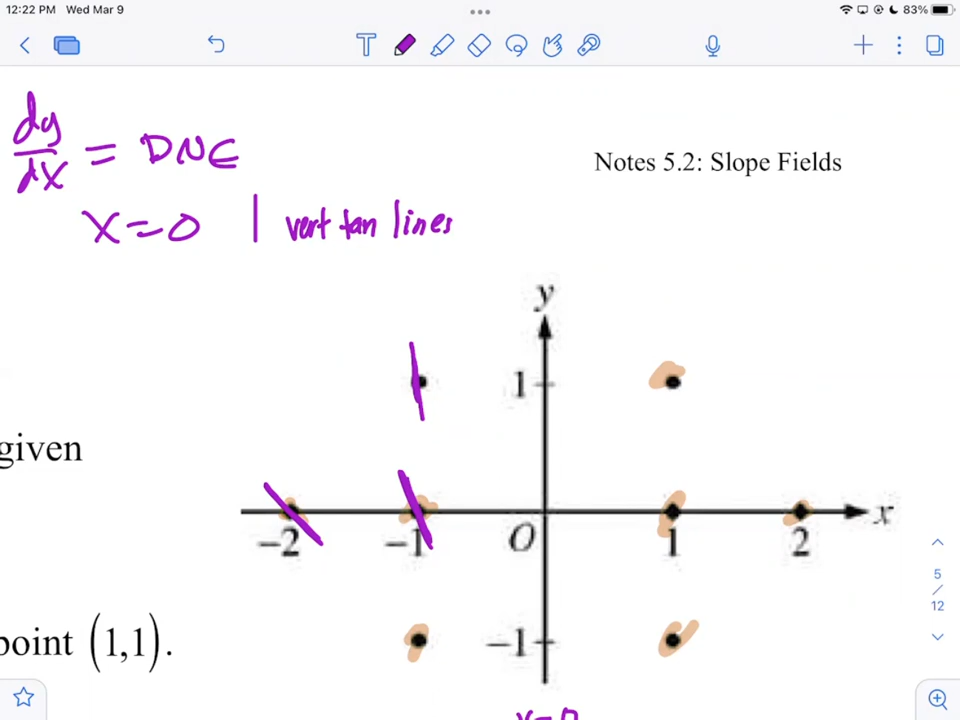 12:22 PM Wed Mar 9
83%
T
dy/dx = DNE
Notes 5.2: Slope Fields
x=0 | vert tan lines
y
1
given
-2 -1 O 1 2 x
5
/
12
-1
point (1,1).
x=0